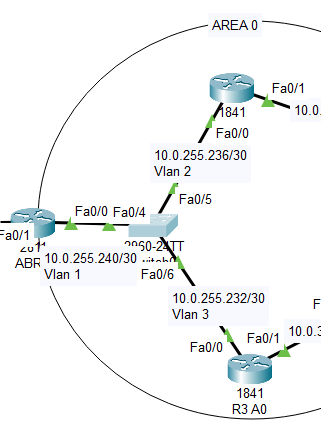 AREA 0
Fa0/1
1841
10.0.
Fa0/0
10.0.255.236/30
Vlan 2
Fa0/5
Fa0/0
Fa0/4
Fa0/1
2960-24TT
ABR
10.0.255.240/30
Vlan 1
Fa0/6
10.0.255.232/30
Vlan 3
F
Fa0/0
Fa0/1
10.0.3
1841
R3 A0